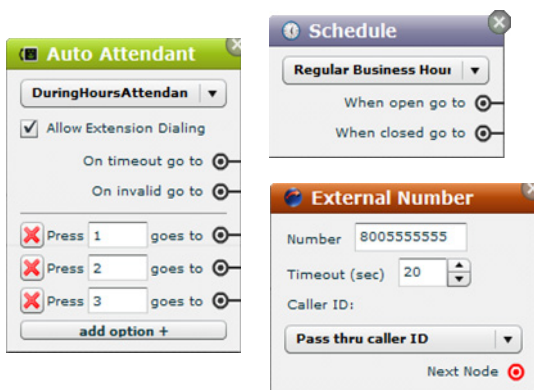 Auto Attendant
DuringHoursAttendan
Allow Extension Dialing
On timeout go to
On invalid go to
Press 1 goes to
Press 2 goes to
Press 3 goes to
add option +
Schedule
Regular Business Hour
When open go to
When closed go to
External Number
Number 8005555555
Timeout (sec) 20
Caller ID:
Pass thru caller ID
Next Node